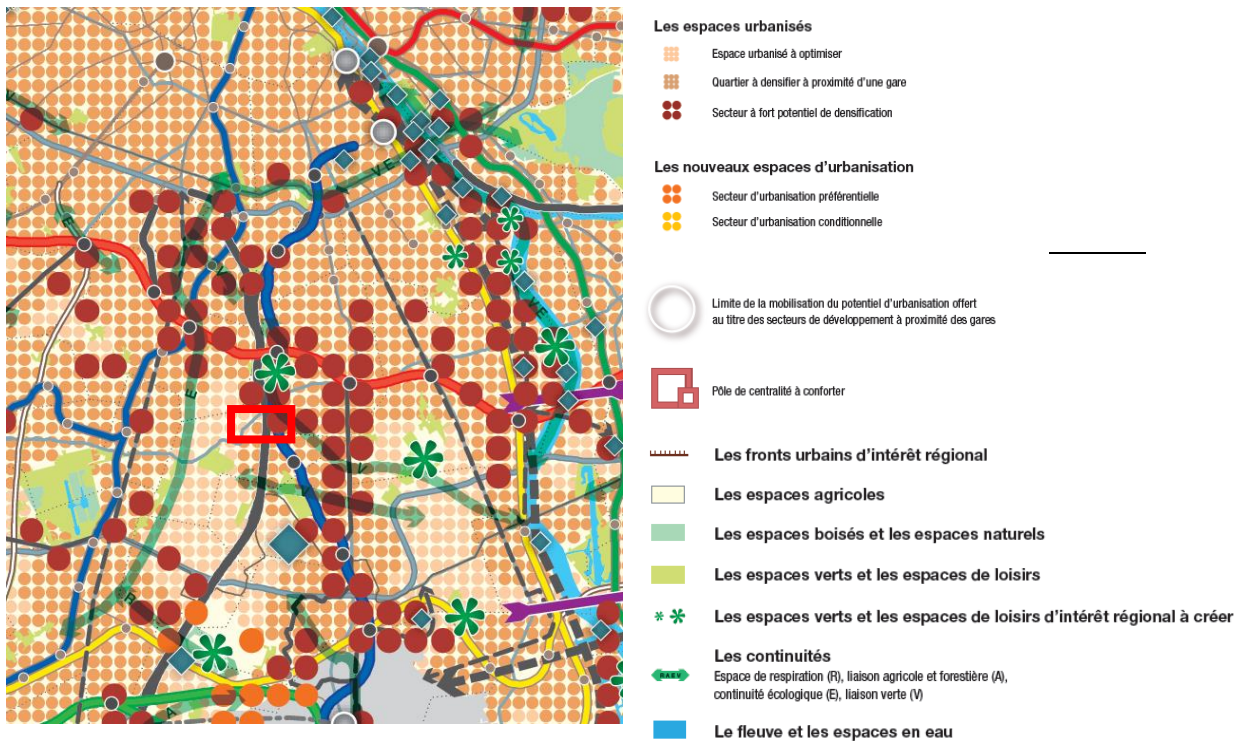 Les espaces urbanisés
Espace urbanisé à optimiser
Quartier à densifier à proximité d'une gare
Secteur à fort potentiel de densification
Les nouveaux espaces d'urbanisation
Secteur d'urbanisation préférentielle
Secteur d'urbanisation conditionnelle
Limite de la mobilisation du potentiel d'urbanisation offert
au titre des secteurs de développement à proximité des gares
Pôle de centralité à conforter
Les fronts urbains d'intérêt régional
Les espaces agricoles
Les espaces boisés et les espaces naturels
Les espaces verts et les espaces de loisirs
Les espaces verts et les espaces de loisirs d'intérêt régional à créer
Les continuités
Espace de respiration (R), liaison agricole et forestière (A),
continuité écologique (E), liaison verte (V)
R.A.E.V
Le fleuve et les espaces en eau
VE
V
VE
E
V
R
A